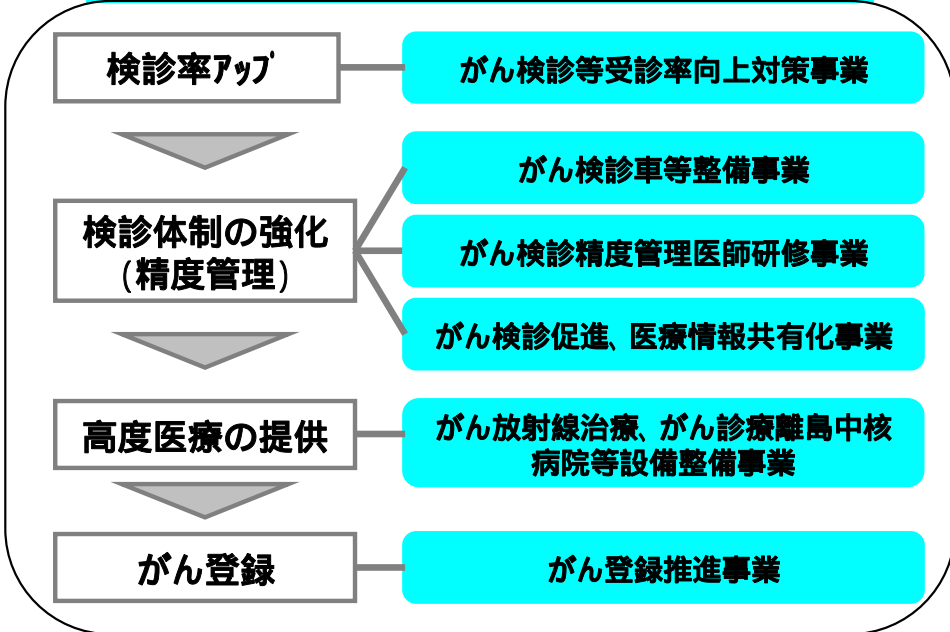 検診率ｱｯﾌﾟ
がん検診等受診率向上対策事業
がん検診車等整備事業
検診体制の強化
(精度管理)
がん検診精度管理医師研修事業
がん検診促進、医療情報共有化事業
高度医療の提供
がん放射線治療、がん診療離島中核
病院等設備整備事業
がん登録
がん登録推進事業